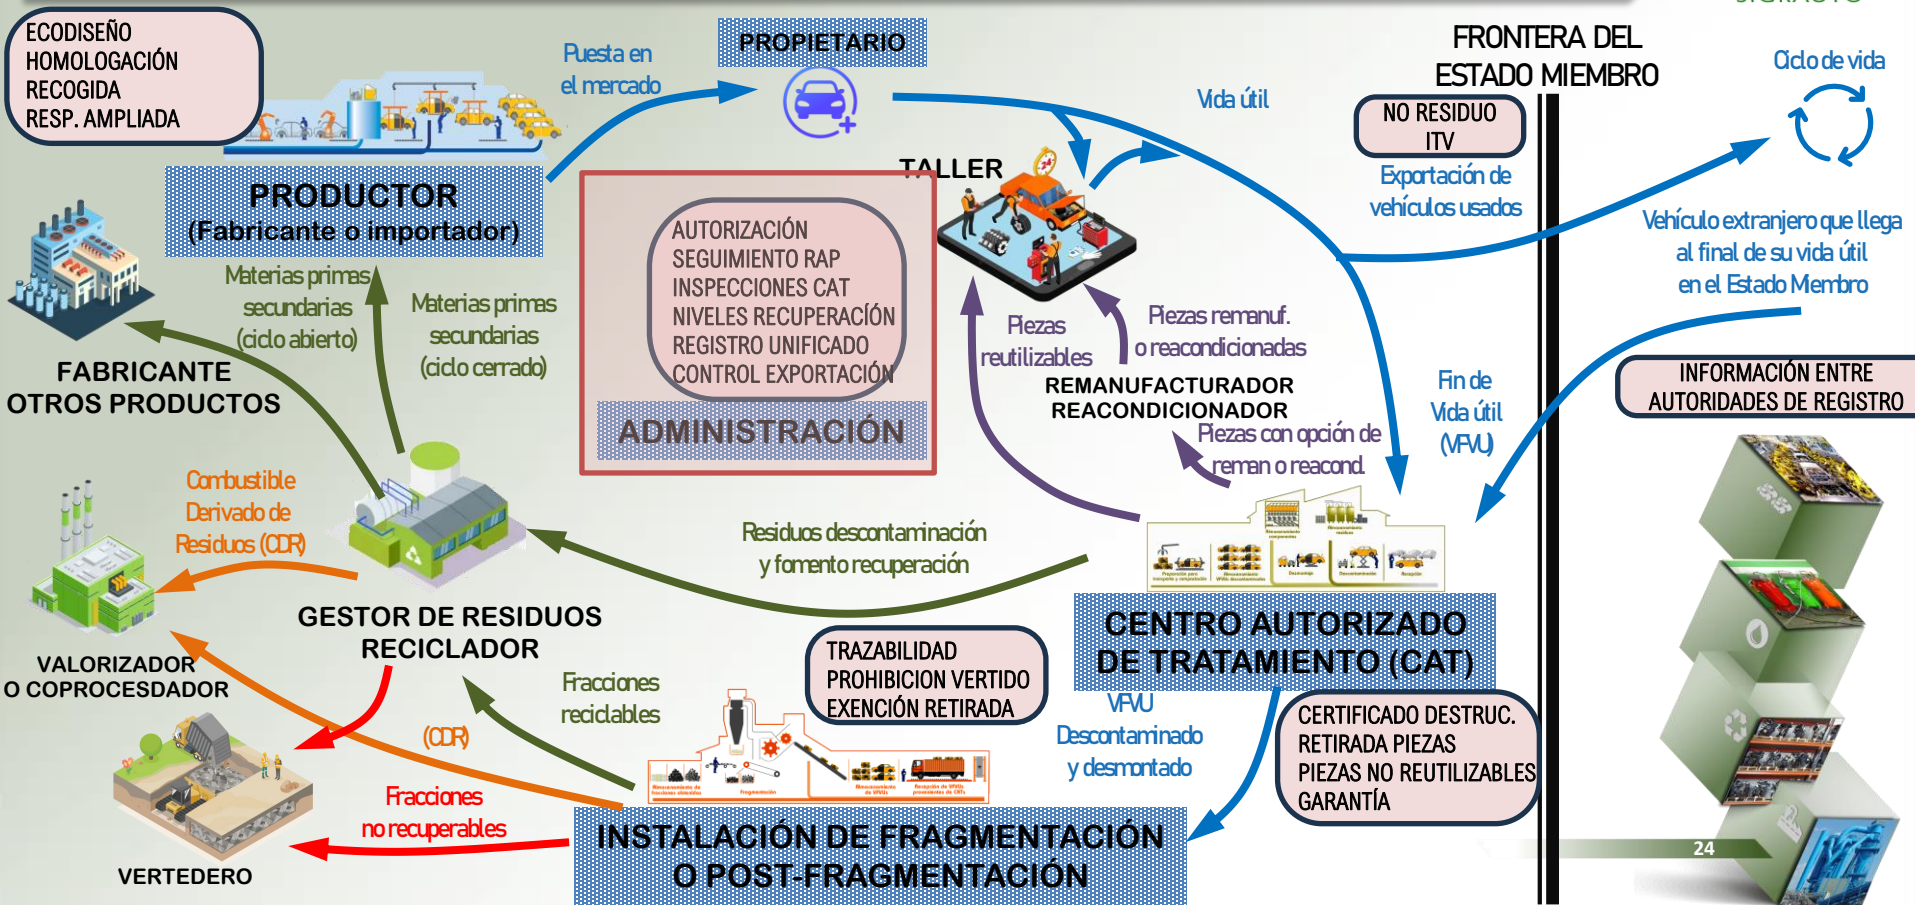 ECODISEÑO
HOMOLOGACIÓN
RECOGIDA
RESP. AMPLIADA
Puesta en
el mercado
PROPIETARIO
FRONTERA DEL
ESTADO MIEMBRO
Ciclo de vida
Vida útil
NO RESIDUO
ITV
Exportación de
vehículos usados
Vehículo extranjero que llega
al final de su vida útil
en el Estado Miembro
PRODUCTOR
(Fabricante o importador)
TALLER
AUTORIZACIÓN
SEGUIMIENTO RAP
INSPECCIONES CAT
NIVELES RECUPERACÍÓN
REGISTRO UNIFICADO
CONTROL EXPORTACIÓN
ADMINISTRACIÓN
Materias primas
secundarias
(ciclo abierto)
Materias primas
secundarias
(ciclo cerrado)
Piezas
reutilizables
Piezas remanuf.
o reacondicionadas
REMANUFACTURADOR
REACONDICIONADOR
Piezas con opción de
reman o reacond.
Fin de
Vida útil
(VFVU)
INFORMACIÓN ENTRE
AUTORIDADES DE REGISTRO
FABRICANTE
OTROS PRODUCTOS
Combustible
Derivado de
Residuos (CDR)
Residuos descontaminación
y fomento recuperación
GESTOR DE RESIDUOS
RECICLADOR
CENTRO AUTORIZADO
DE TRATAMIENTO (CAT)
VALORIZADOR
O COPROCESDADOR
TRAZABILIDAD
PROHIBICION VERTIDO
EXENCIÓN RETIRADA
Fracciones
reciclables
(CDR)
VFVU
Descontaminado
y desmontado
CERTIFICADO DESTRUC.
RETIRADA PIEZAS
PIEZAS NO REUTILIZABLES
GARANTÍA
Fracciones
no recuperables
Fragmentación
INSTALACIÓN DE FRAGMENTACIÓN
O POST-FRAGMENTACIÓN
VERTEDERO
24